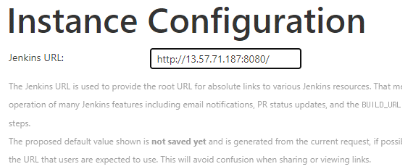 Instance Configuration
Jenkins URL:
http://13.57.71.187:8080/
The Jenkins URL is used to provide the root URL for absolute links to various Jenkins resources. That
operation of many Jenkins features including email notifications, PR status updates, and the BUILD_URL
steps.
The proposed default value shown is not saved yet and is generated from the current request, if possi
the URL that users are expected to use. This will avoid confusion when sharing or viewing links.